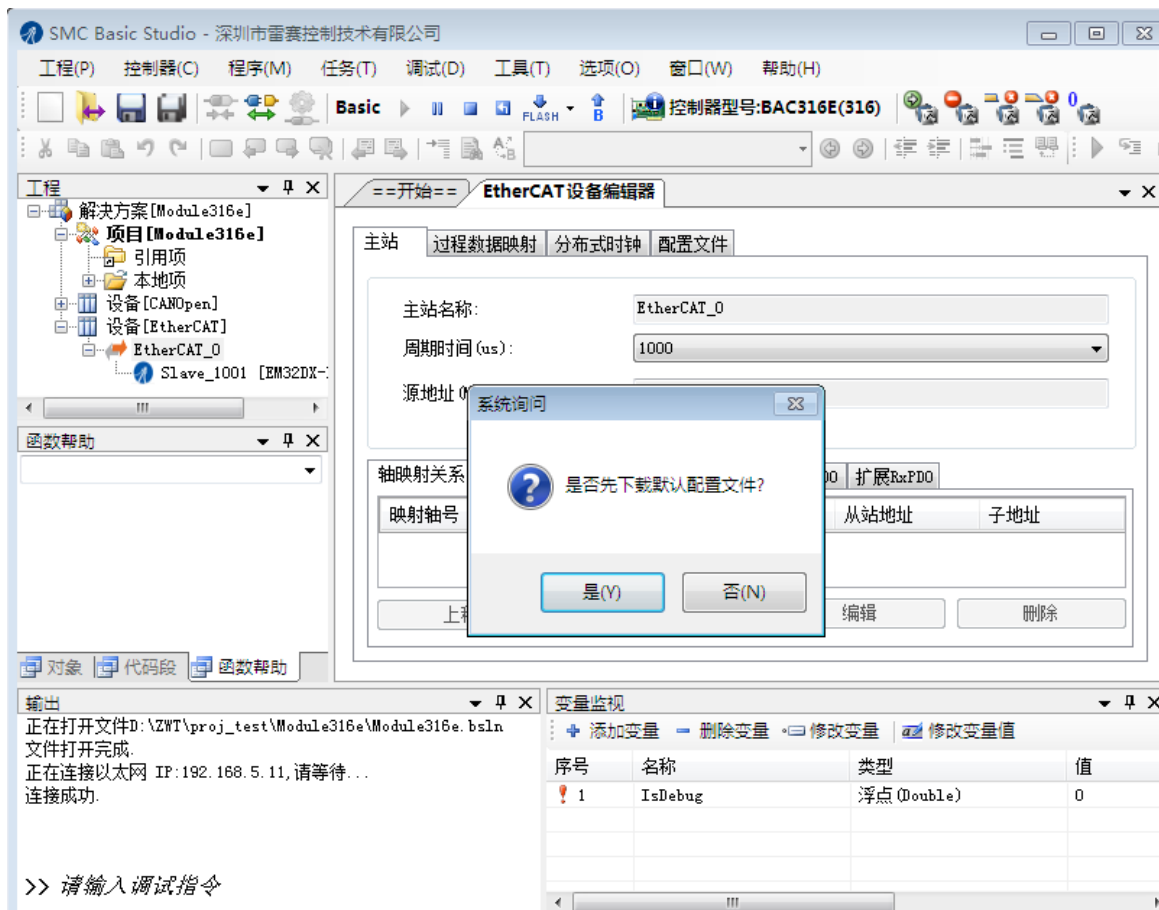 SMC Basic Studio - 深圳市雷赛控制技术有限公司
工程(P) 控制器(C) 程序(M) 任务(T) 调试(D) 工具(T) 选项(O) 窗口(W) 帮助(H)
Basic FLASH B 控制器型号:BAC316E(316) 0
工程
==开始== EtherCAT设备编辑器
解决方案[Module316e]
项目[Module316e]
引用项
本地项
设备[CANOpen]
设备[EtherCAT]
EtherCAT_0
Slave_1001 [EM32DX-
主站 过程数据映射 分布式时钟 配置文件
主站名称: EtherCAT_0
周期时间(us): 1000
源地址
系统询问
是否先下载默认配置文件?
是(Y) 否(N)
函数帮助
轴映射关系 扩展RxPDO
映射轴号 从站地址 子地址
编辑 删除
对象 代码段 函数帮助
输出
正在打开文件D:\ZWT\proj_test\Module316e\Module316e.bsln
文件打开完成.
正在连接以太网 IP:192.168.5.11,请等待...
连接成功.
>> 请输入调试指令
变量监视
添加变量 删除变量 修改变量 修改变量值
序号 名称 类型 值
1 IsDebug 浮点(Double) 0